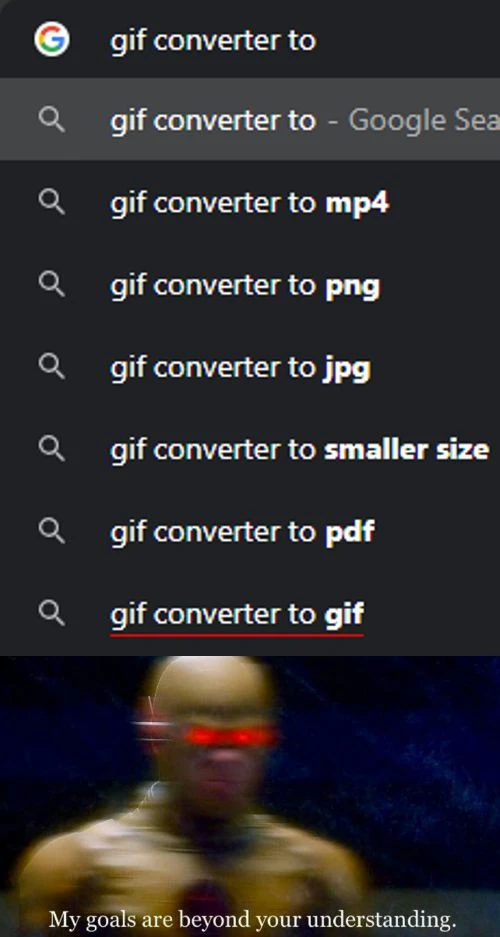 gif converter to
gif converter to - Google Sea
gif converter to mp4
gif converter to png
gif converter to jpg
gif converter to smaller size
gif converter to pdf
gif converter to gif
My goals are beyond your understanding.